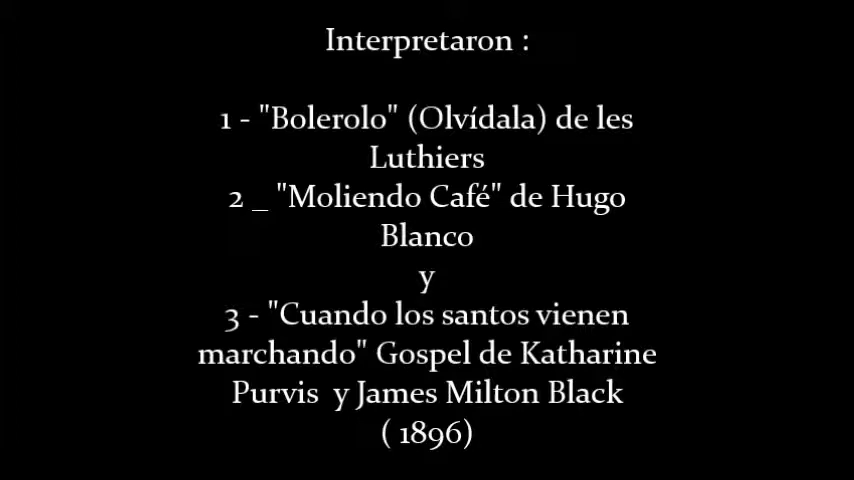 Interpretaron :
1 - "Bolerolo" (Olvídala) de les
Luthiers
2 _ "Moliendo Café" de Hugo
Blanco
y
3 - "Cuando los santos vienen
marchando" Gospel de Katharine
Purvis  y James Milton Black
( 1896)